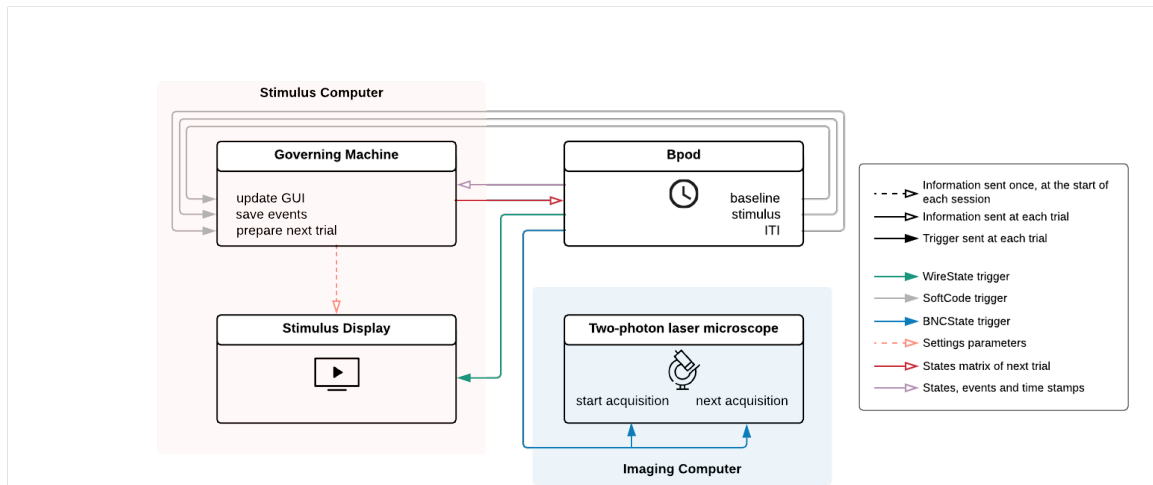 Stimulus Computer
Governing Machine
update GUI
save events
prepare next trial
Bpod
baseline
stimulus
ITI
Stimulus Display
Two-photon laser microscope
start acquisition
next acquisition
Imaging Computer
Information sent once, at the start of
each session
Information sent at each trial
Trigger sent at each trial
WireState trigger
SoftCode trigger
BNCState trigger
Settings parameters
States matrix of next trial
States, events and time stamps